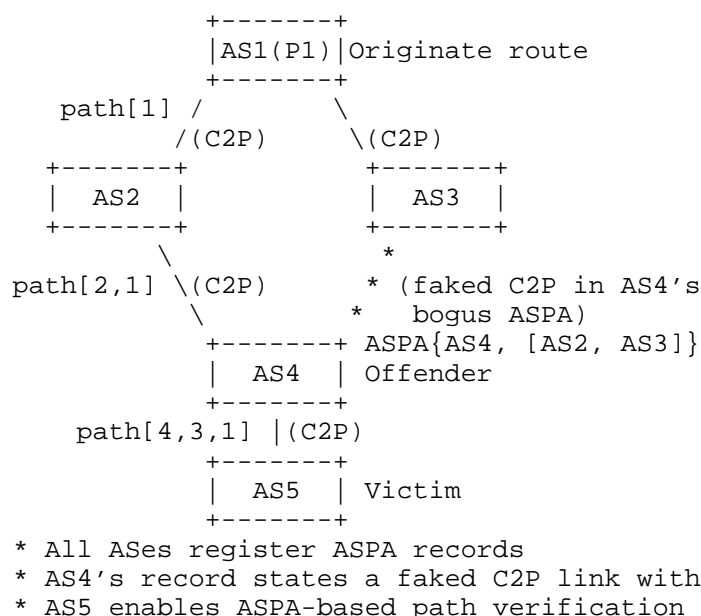 +-------+
|AS1(P1)|Originate route
+-------+
path[1] / \
/(C2P) \(C2P)
+-------+ +-------+
| AS2 | | AS3 |
+-------+ +-------+
\ *
path[2,1] \(C2P) * (faked C2P in AS4's
\ * bogus ASPA)
+-------+ ASPA{AS4, [AS2, AS3]}
| AS4 | Offender
+-------+
path[4,3,1] |(C2P)
+-------+
| AS5 | Victim
+-------+
* All ASes register ASPA records
* AS4's record states a faked C2P link with
* AS5 enables ASPA-based path verification